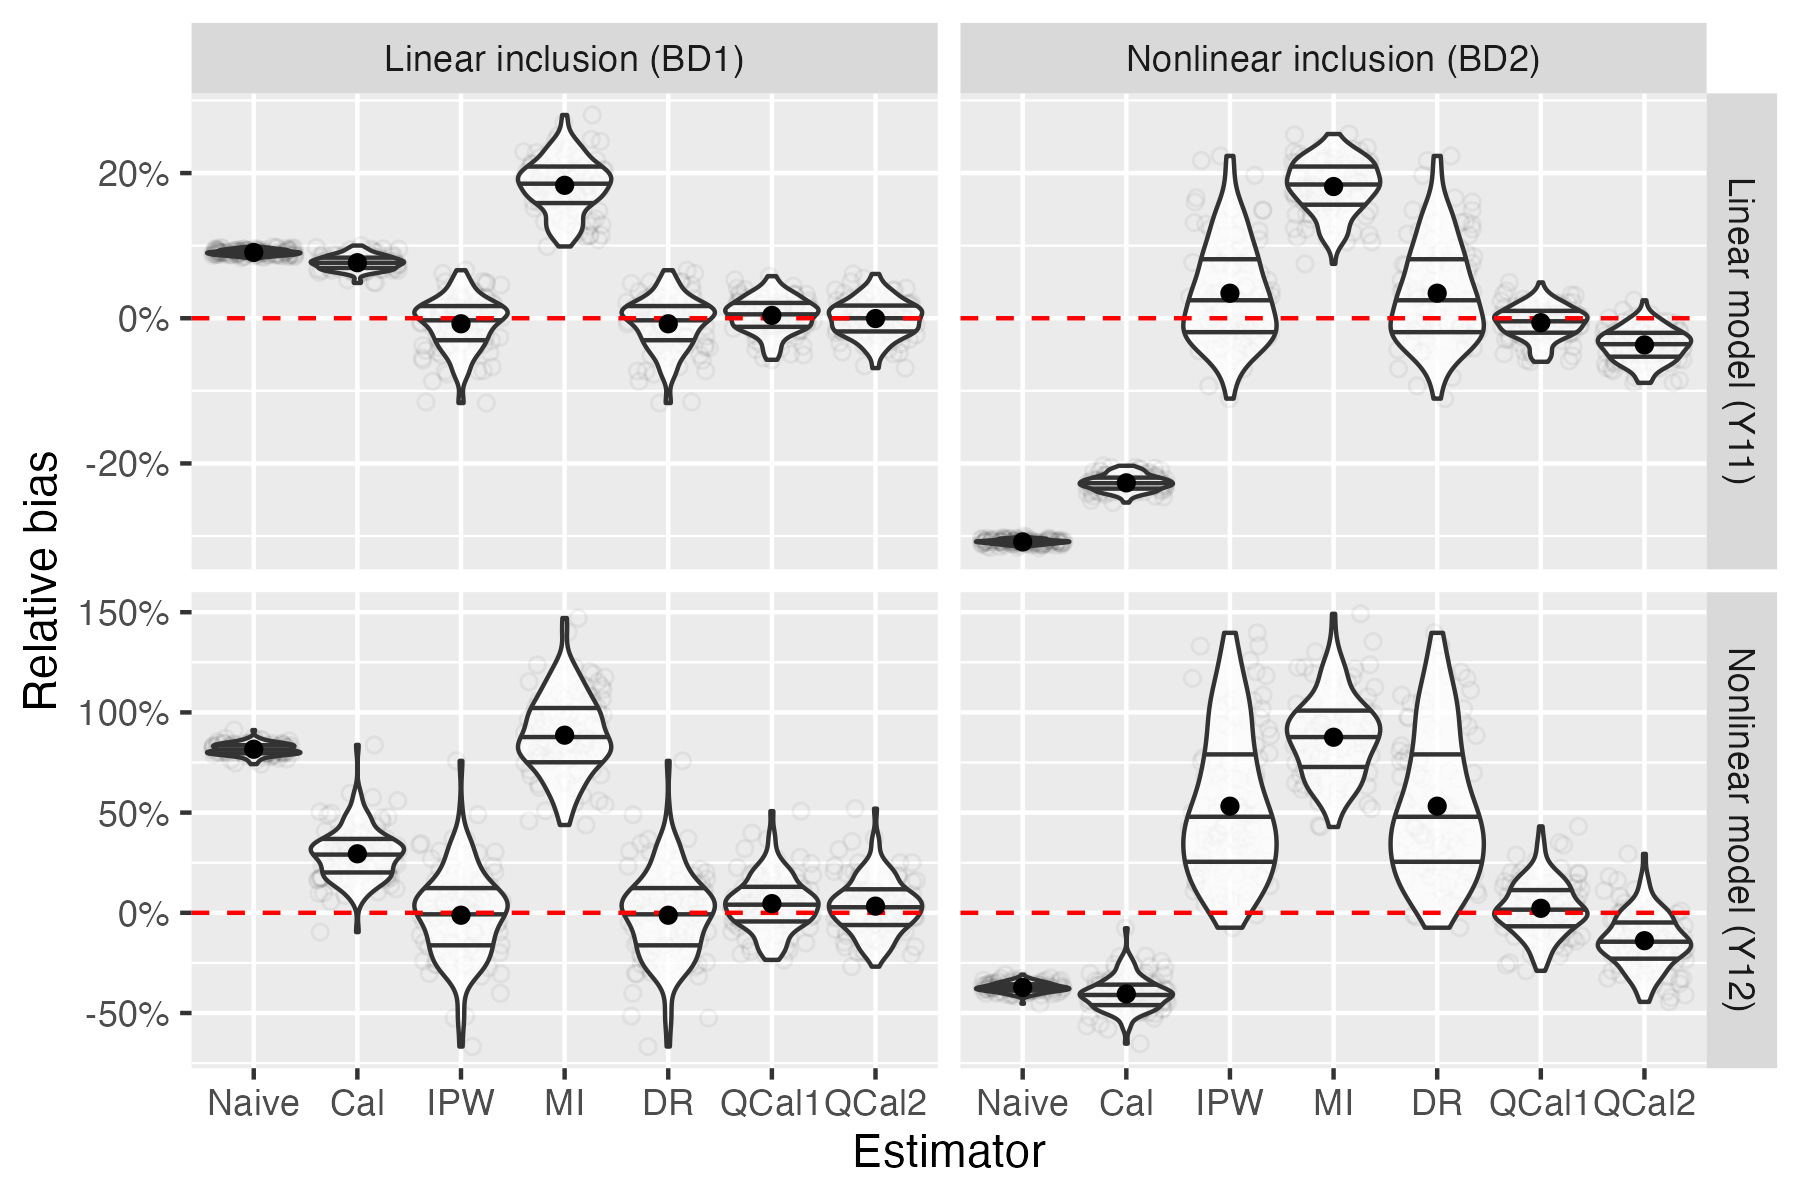 Linear inclusion (BD1)
Nonlinear inclusion (BD2)
20%
0%
-20%
Linear model (Y11)
150%
100%
50%
0%
-50%
Nonlinear model (Y12)
Relative bias
Naive Cal IPW MI DR QCal1 QCal2
Naive Cal IPW MI DR QCal1 QCal2
Estimator